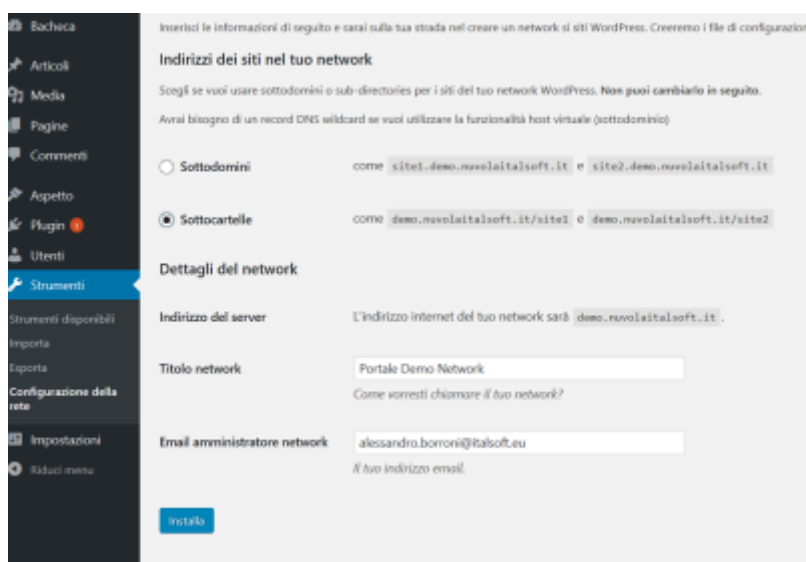 Bacheca
Articoli
Media
Pagine
Commenti
Aspetto
Plugin 1
Utenti
Strumenti
Strumenti disponibili
Importa
Esporta
Configurazione della
rete
Impostazioni
Riduci menu
Inserisci le informazioni di seguito e sarai sulla tua strada nel creare un network si siti WordPress. Creeremo i file di configurazion
Indirizzi dei siti nel tuo network
Scegli se vuoi usare sottodomini o sub-directories per i siti del tuo network WordPress. Non puoi cambiarlo in seguito.
Avrai bisogno di un record DNS wildcard se vuoi utilizzare la funzionalità host virtuale (sottodominio)
Sottodomini come site1.demo.nuvolaitalsoft.it e site2.demo.nuvolaitalsoft.it
Sottocartelle come demo.nuvolaitalsoft.it/site1 e demo.nuvolaitalsoft.it/site2
Dettagli del network
Indirizzo del server L'indirizzo internet del tuo network sarà demo.nuvolaitalsoft.it .
Titolo network Portale Demo Network
Come vorresti chiamare il tuo network?
Email amministratore network alessandro.borroni@italsoft.eu
Il tuo indirizzo email.
Installa